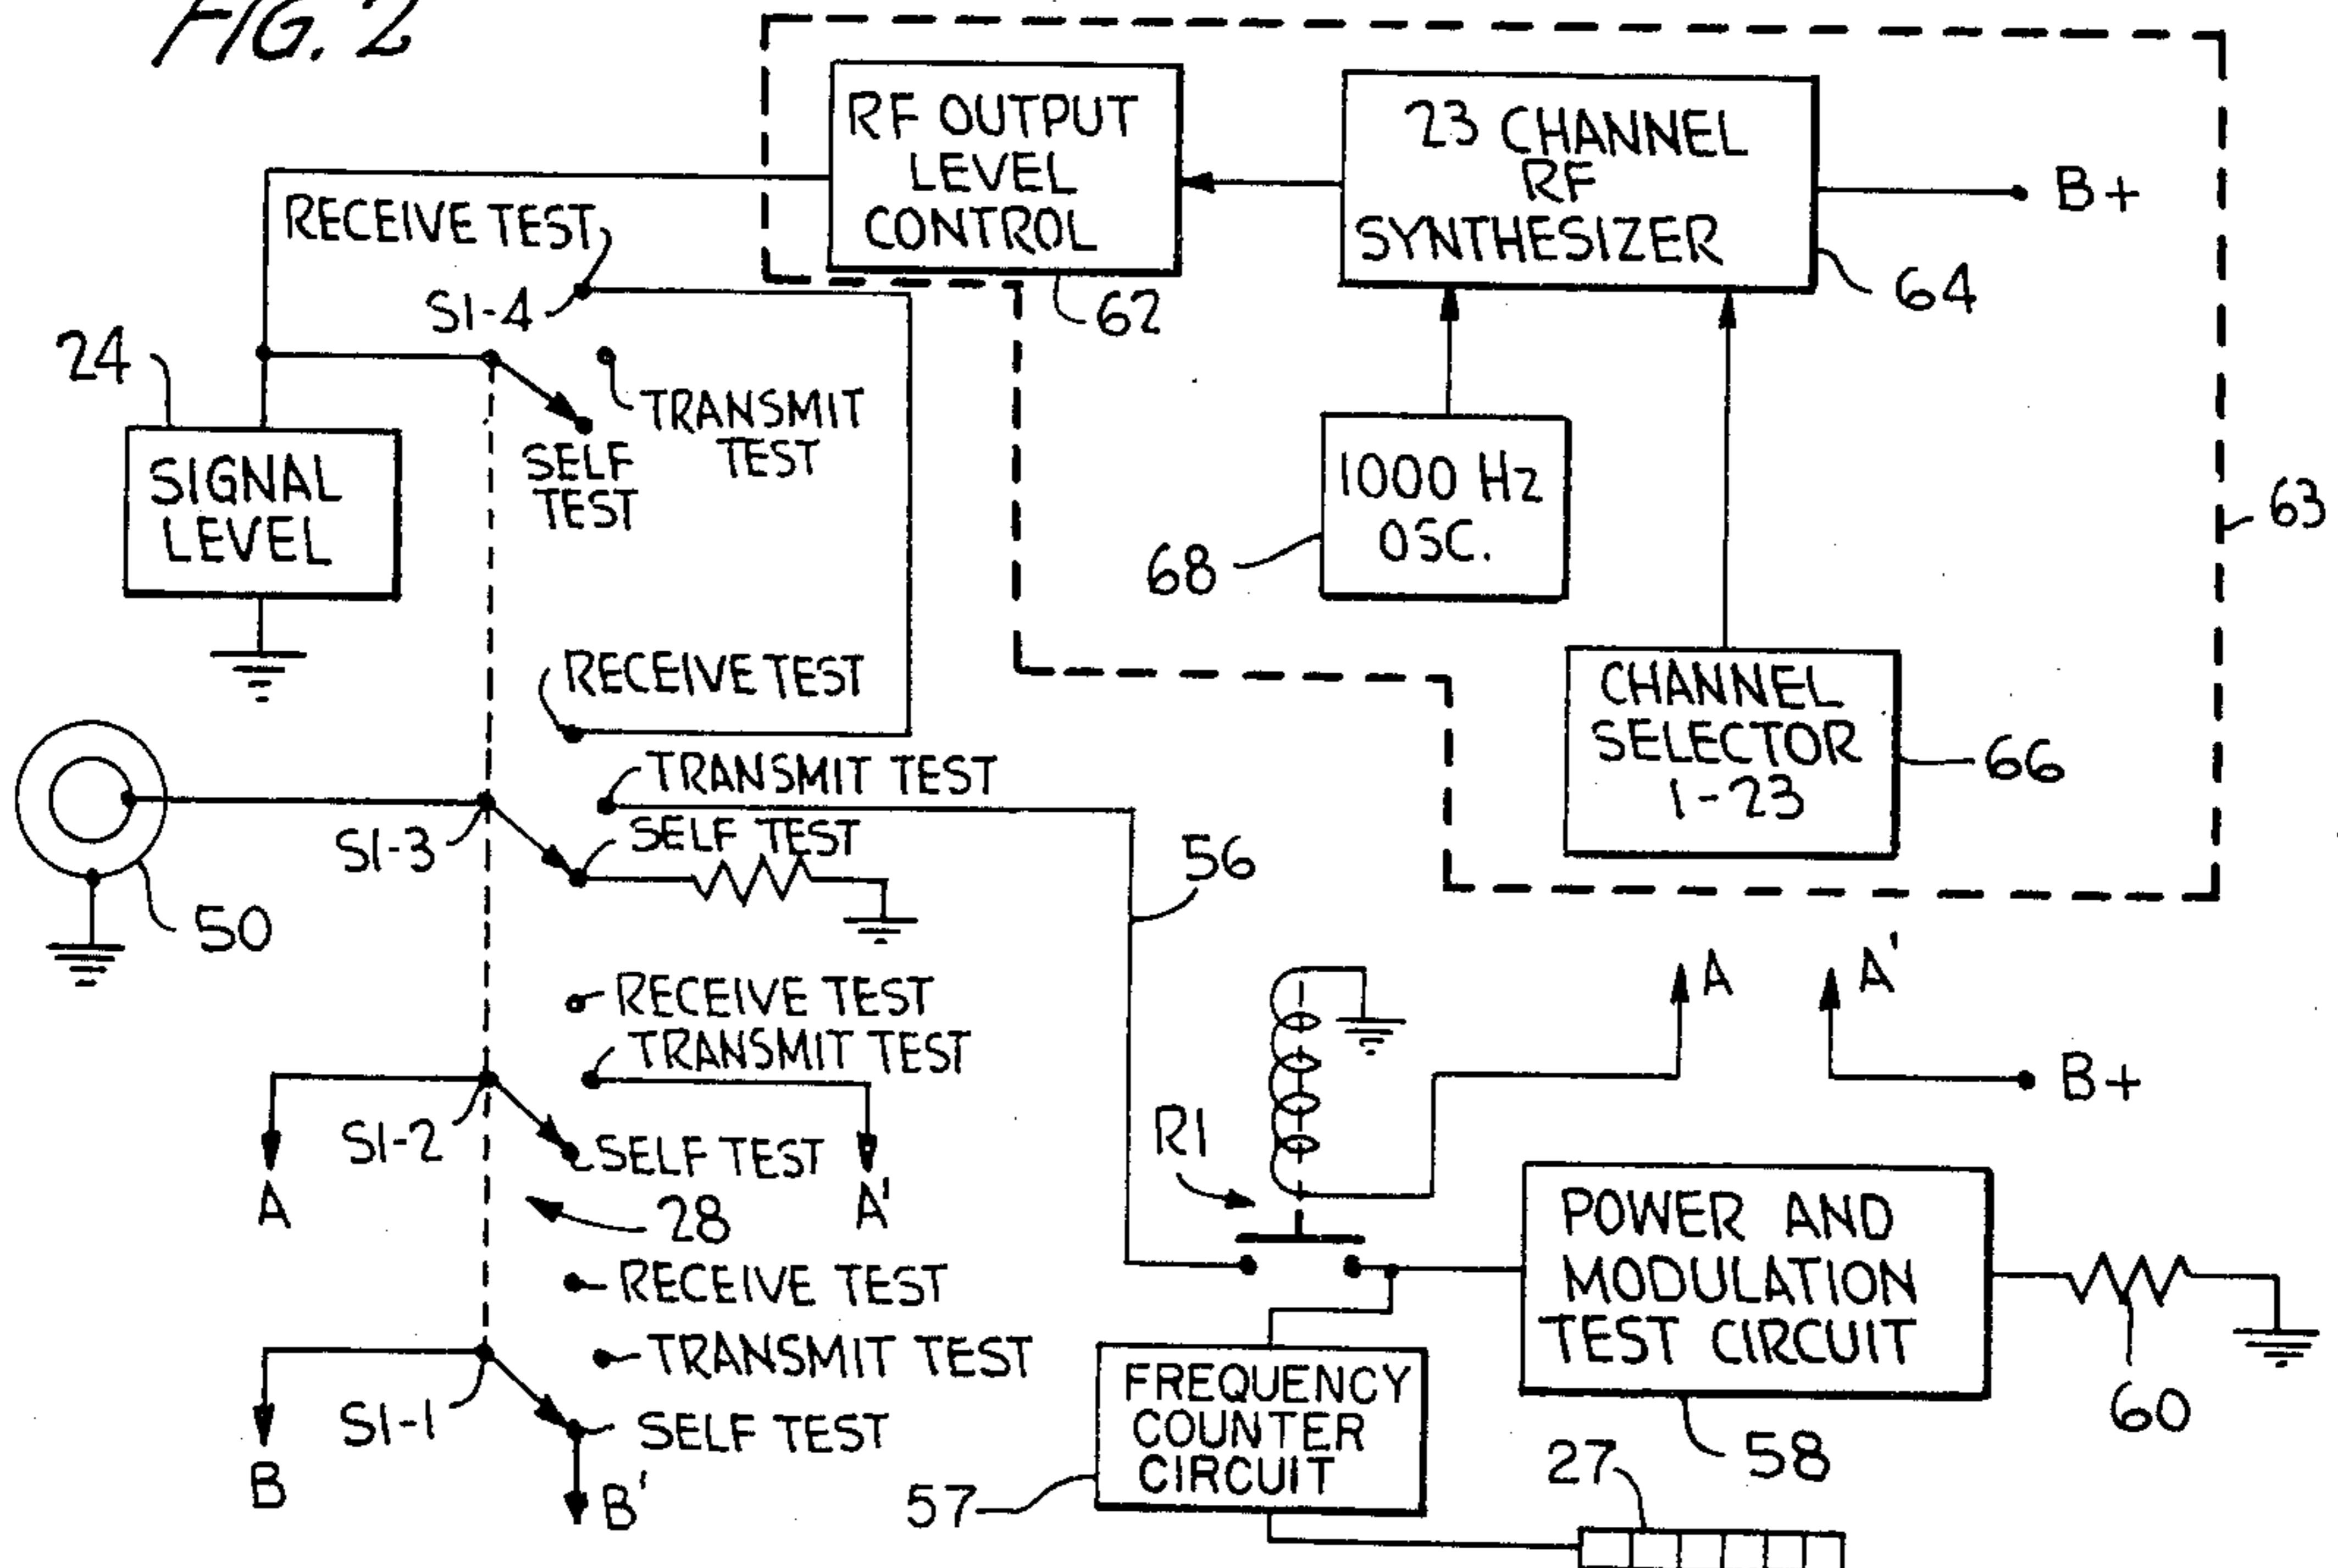 FIG. 2
RF OUTPUT
LEVEL
CONTROL
23 CHANNEL
RF
SYNTHESIZER
B+
RECEIVE TEST
S1-4
62
64
24
TRANSMIT
TEST
SELF
TEST
SIGNAL
LEVEL
1000 Hz
OSC.
68
63
RECEIVE TEST
CHANNEL
SELECTOR
1-23
66
TRANSMIT TEST
S1-3
SELF TEST
56
50
RECEIVE TEST
TRANSMIT TEST
A
A'
B+
S1-2
SELF TEST
R1
A
28
A'
POWER AND
MODULATION
TEST CIRCUIT
RECEIVE TEST
TRANSMIT TEST
S1-1
SELF TEST
B
B'
FREQUENCY
COUNTER
CIRCUIT
57
58
60
27